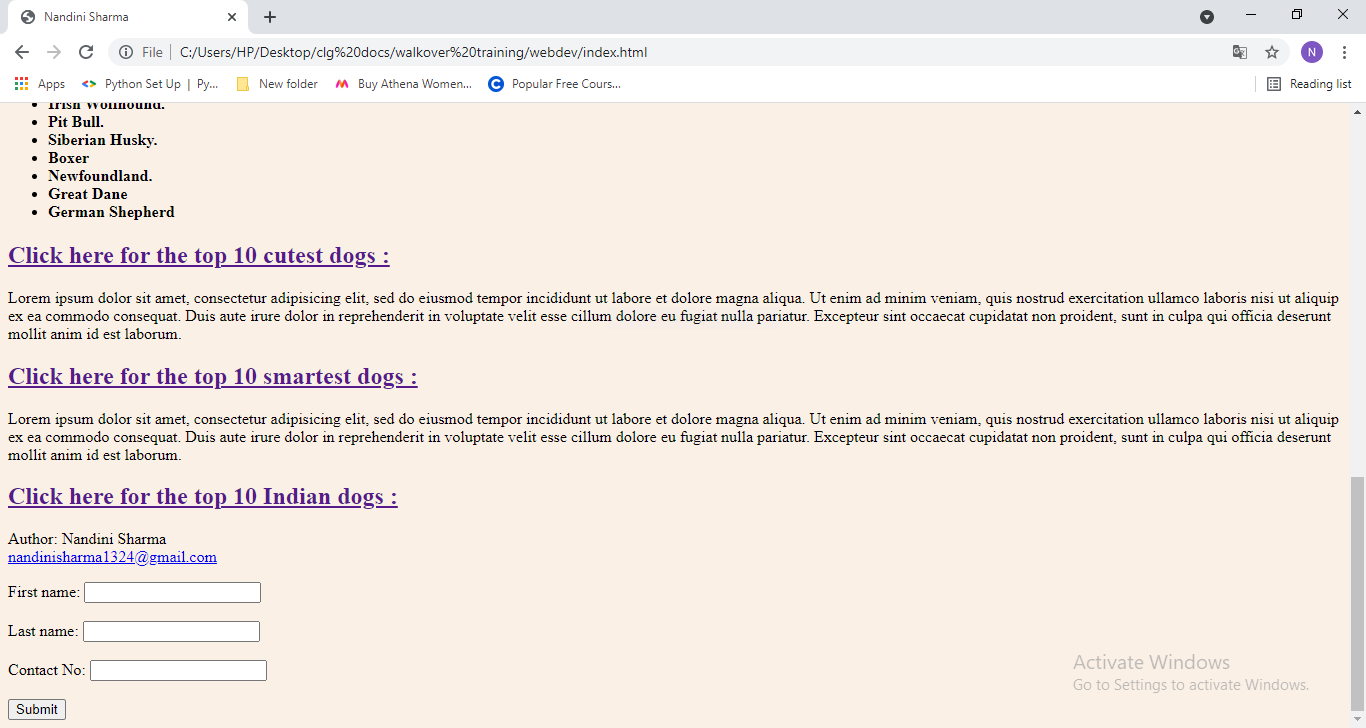 Nandini Sharma
File
C:/Users/HP/Desktop/clg%20docs/walkover%20training/webdev/index.html
N
Apps
Python Set Up | Py...
New folder
Buy Athena Women...
Popular Free Cours...
Reading list
Irish Wolfhound.
Pit Bull.
Siberian Husky.
Boxer
Newfoundland.
Great Dane
German Shepherd
Click here for the top 10 cutest dogs :
Lorem ipsum dolor sit amet, consectetur adipisicing elit, sed do eiusmod tempor incididunt ut labore et dolore magna aliqua. Ut enim ad minim veniam, quis nostrud exercitation ullamco laboris nisi ut aliquip
ex ea commodo consequat. Duis aute irure dolor in reprehenderit in voluptate velit esse cillum dolore eu fugiat nulla pariatur. Excepteur sint occaecat cupidatat non proident, sunt in culpa qui officia deserunt
mollit anim id est laborum.
Click here for the top 10 smartest dogs :
Lorem ipsum dolor sit amet, consectetur adipisicing elit, sed do eiusmod tempor incididunt ut labore et dolore magna aliqua. Ut enim ad minim veniam, quis nostrud exercitation ullamco laboris nisi ut aliquip
ex ea commodo consequat. Duis aute irure dolor in reprehenderit in voluptate velit esse cillum dolore eu fugiat nulla pariatur. Excepteur sint occaecat cupidatat non proident, sunt in culpa qui officia deserunt
mollit anim id est laborum.
Click here for the top 10 Indian dogs :
Author: Nandini Sharma
nandinisharma1324@gmail.com
First name:
Last name:
Contact No:
Submit
Activate Windows
Go to Settings to activate Windows.